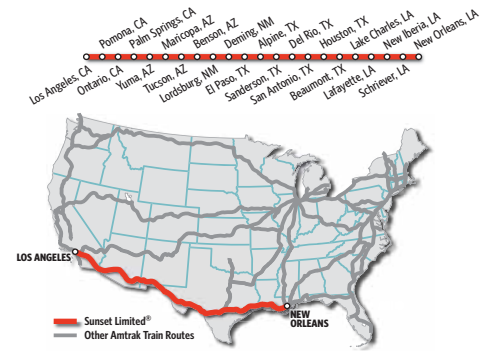 Los Angeles, CA
Pomona, CA
Ontario, CA
Palm Springs, CA
Yuma, AZ
Maricopa, AZ
Tucson, AZ
Benson, AZ
Lordsburg, NM
Deming, NM
El Paso, TX
Alpine, TX
Sanderson, TX
Del Rio, TX
San Antonio, TX
Houston, TX
Beaumont, TX
Lake Charles, LA
Lafayette, LA
New Iberia, LA
Schriever, LA
New Orleans, LA
LOS ANGELES
NEW
ORLEANS
Sunset Limited®
Other Amtrak Train Routes